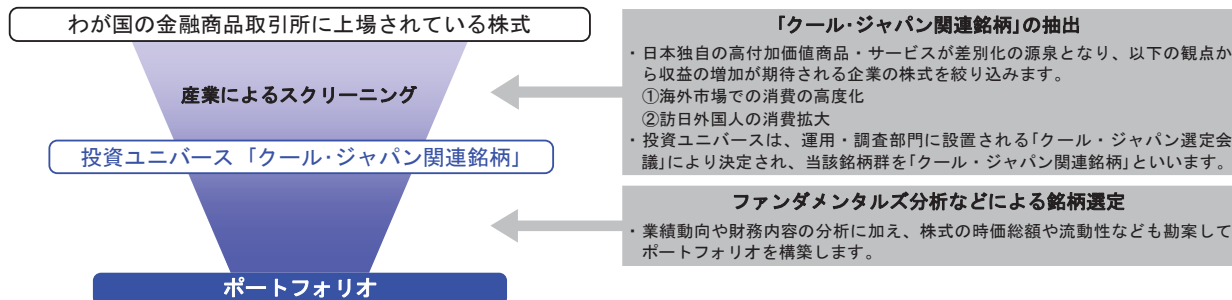 わが国の金融商品取引所に上場されている株式
産業によるスクリーニング
投資ユニバース「クール・ジャパン関連銘柄」
ポートフォリオ
「クール・ジャパン関連銘柄」の抽出
・日本独自の高付加価値商品・サービスが差別化の源泉となり、以下の観点か
ら収益の増加が期待される企業の株式を絞り込みます。
①海外市場での消費の高度化
②訪日外国人の消費拡大
・投資ユニバースは、運用・調査部門に設置される「クール・ジャパン選定会
議」により決定され、当該銘柄群を「クール・ジャパン関連銘柄」といいます。
ファンダメンタルズ分析などによる銘柄選定
・業績動向や財務内容の分析に加え、株式の時価総額や流動性なども勘案して
ポートフォリオを構築します。